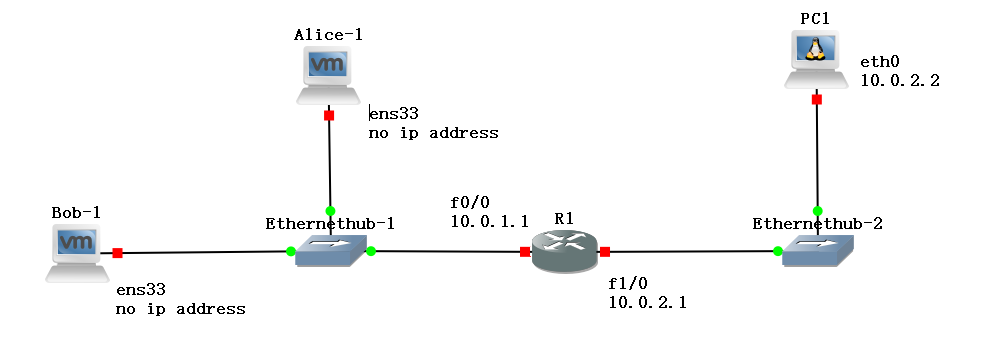 PC1
Alice-1
vm
eth0
10.0.2.2
ens33
no ip address
Bob-1
vm
Ethernethub-1
f0/0
10.0.1.1
R1
Ethernethub-2
ens33
no ip address
f1/0
10.0.2.1